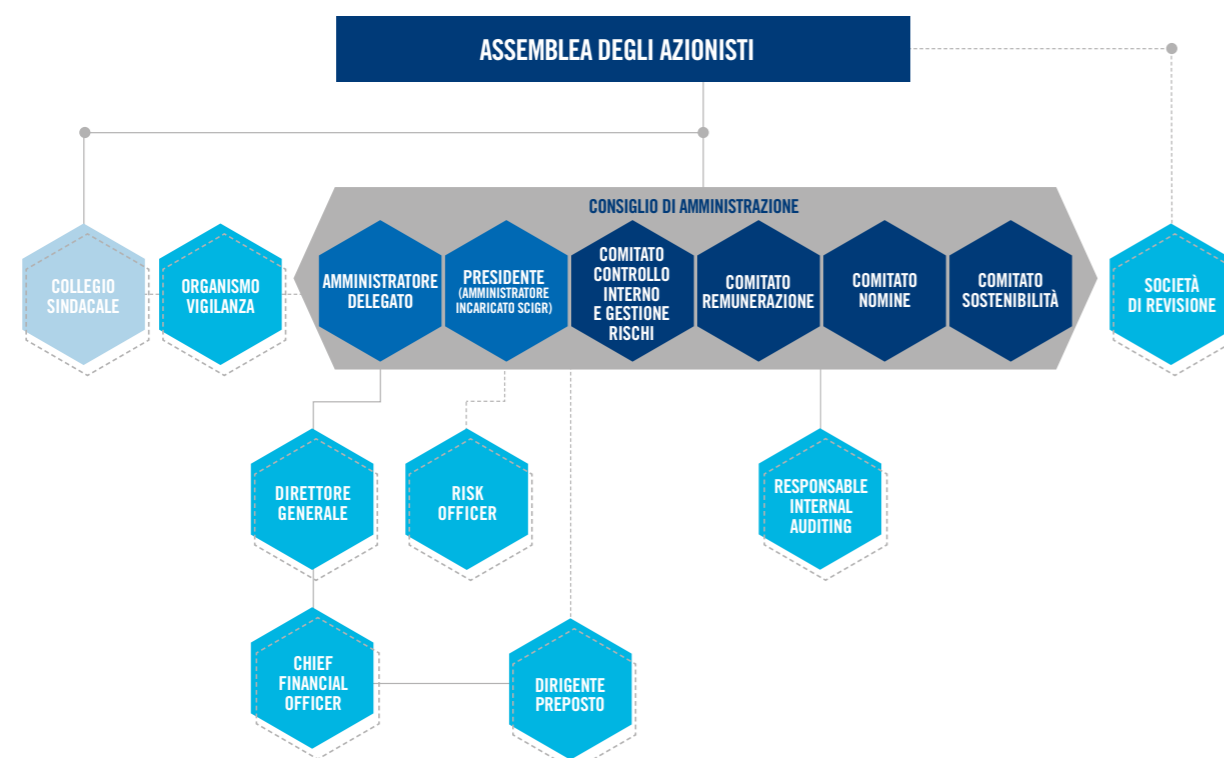 ASSEMBLEA DEGLI AZIONISTI
CONSIGLIO DI AMMINISTRAZIONE
COLLEGIO
SINDACALE
ORGANISMO
VIGILANZA
AMMINISTRATORE
DELEGATO
PRESIDENTE
(AMMINISTRATORE
INCARICATO SCIGR)
COMITATO
CONTROLLO
INTERNO
E GESTIONE
RISCHI
COMITATO
REMUNERAZIONE
COMITATO
NOMINE
COMITATO
SOSTENIBILITÀ
SOCIETÀ
DI REVISIONE
DIRETTORE
GENERALE
RISK
OFFICER
RESPONSABLE
INTERNAL
AUDITING
CHIEF
FINANCIAL
OFFICER
DIRIGENTE
PREPOSTO